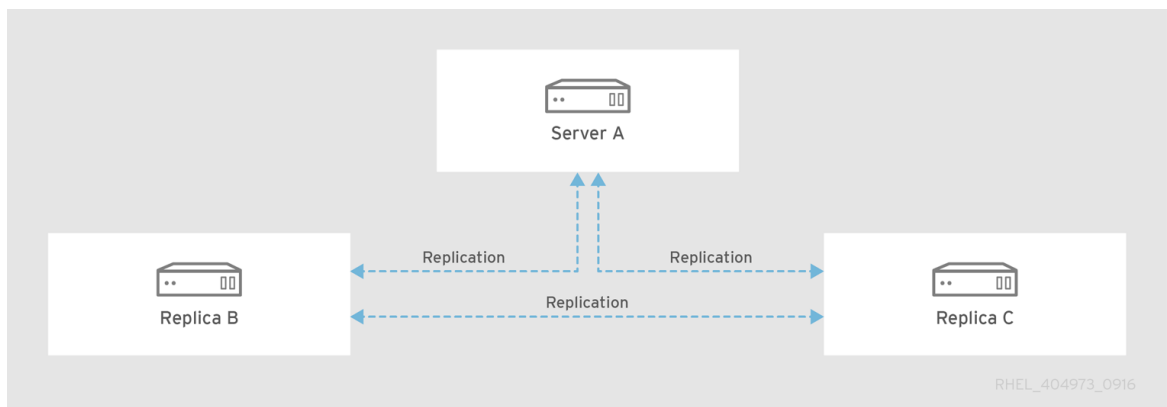 Server A
Replication
Replication
Replication
Replica B
Replica C
RHEL_404973_0916